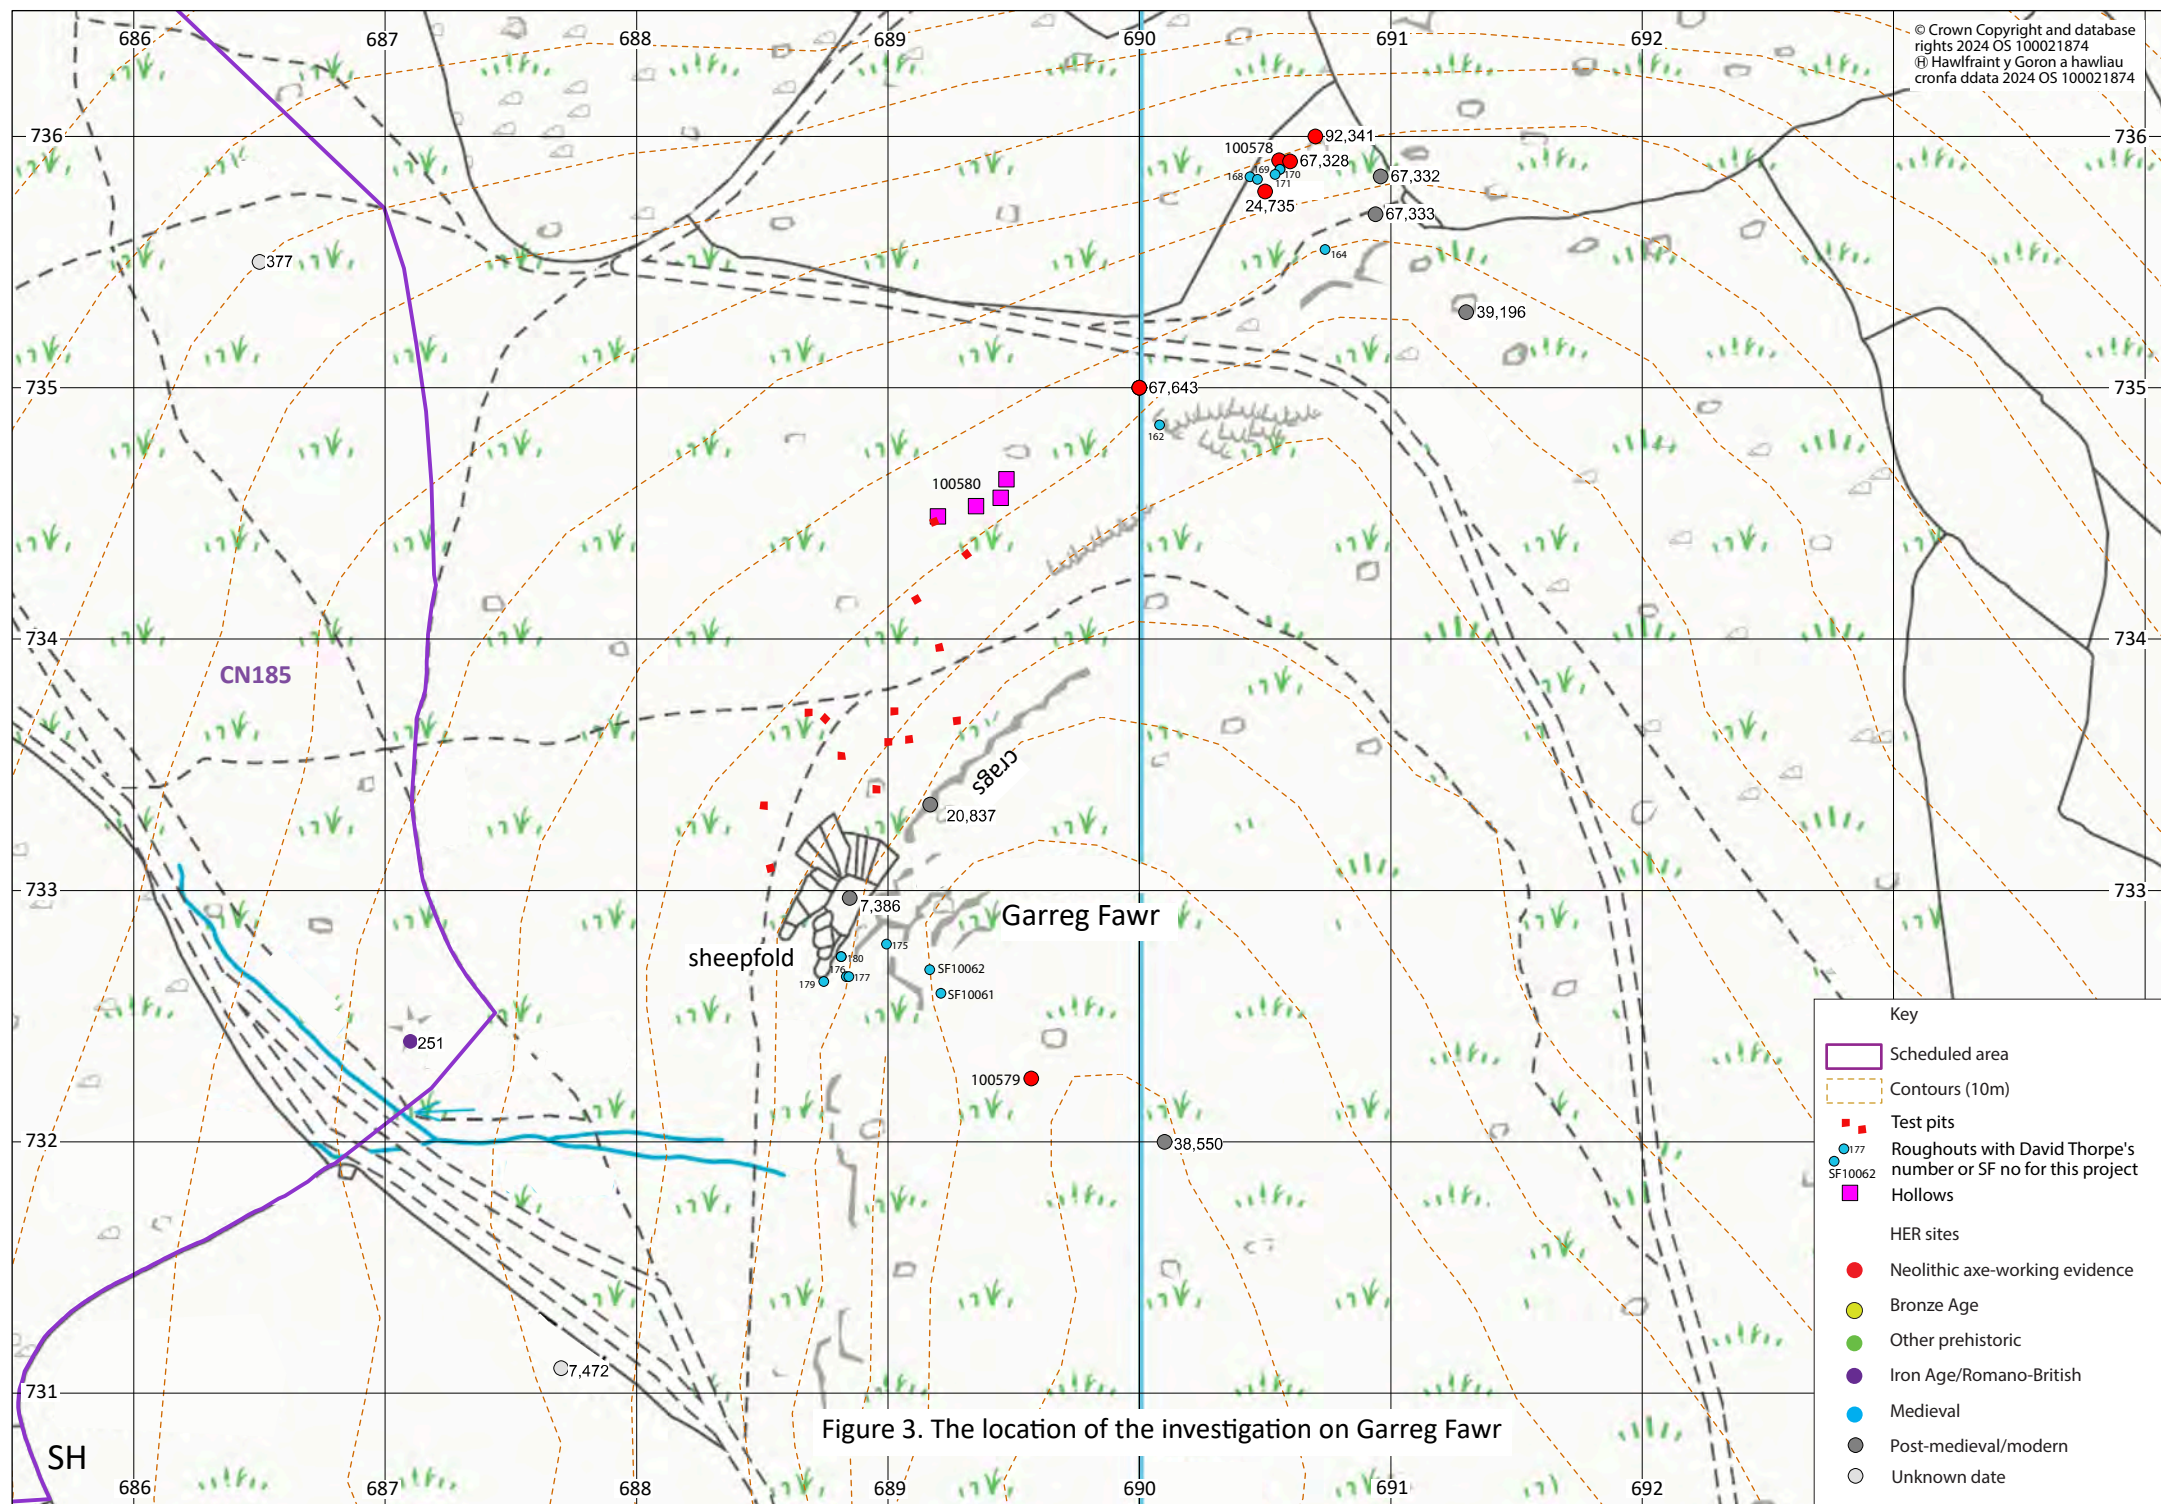 686
687
688
689
690
691
692
© Crown Copyright and database
rights 2024 OS 100021874
Ⓗ Hawlfraint y Goron a hawliau
cronfa ddata 2024 OS 100021874
736
92,341
736
100578
67,328
169
170
168
171
67,332
24,735
67,333
164
377
39,196
735
67,643
735
162
100580
734
734
CN185
crags
20,837
733
733
7,386
Garreg Fawr
sheepfold
175
180
176
177
179
SF10062
SF10061
251
100579
732
38,550
7,472
731
Key
Scheduled area
Contours (10m)
Test pits
177
Roughouts with David Thorpe's
number or SF no for this project
SF10062
Hollows
HER sites
Neolithic axe-working evidence
Bronze Age
Other prehistoric
Iron Age/Romano-British
Medieval
Post-medieval/modern
Unknown date
Figure 3. The location of the investigation on Garreg Fawr
SH
686
687
688
689
690
691
692